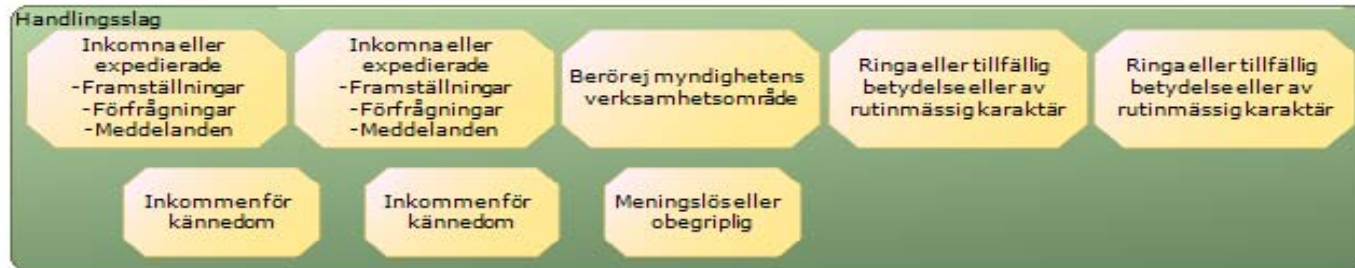 Handlingsslag
Inkomna eller
expedierade
-Framställningar
-Förfrågningar
-Meddelanden
Inkomna eller
expedierade
-Framställningar
-Förfrågningar
-Meddelanden
Berör ej myndighetens
verksamhetsområde
Ringa eller tillfällig
betydelse eller av
rutinmässig karaktär
Ringa eller tillfällig
betydelse eller av
rutinmässig karaktär
Inkommen för
kännedom
Inkommen för
kännedom
Meningslös eller
obegriplig